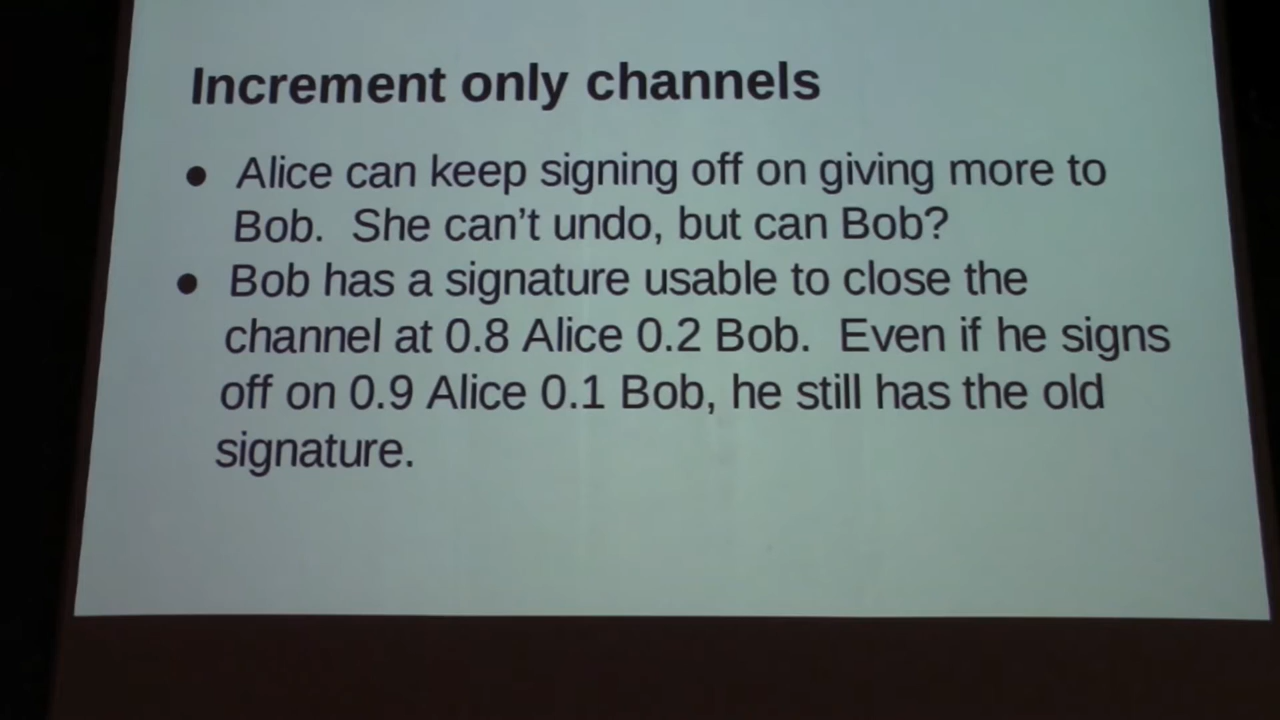 Increment only channels
● Alice can keep signing off on giving more to
Bob.  She can't undo, but can Bob?
● Bob has a signature usable to close the
channel at 0.8 Alice 0.2 Bob.  Even if he signs
off on 0.9 Alice 0.1 Bob, he still has the old
signature.